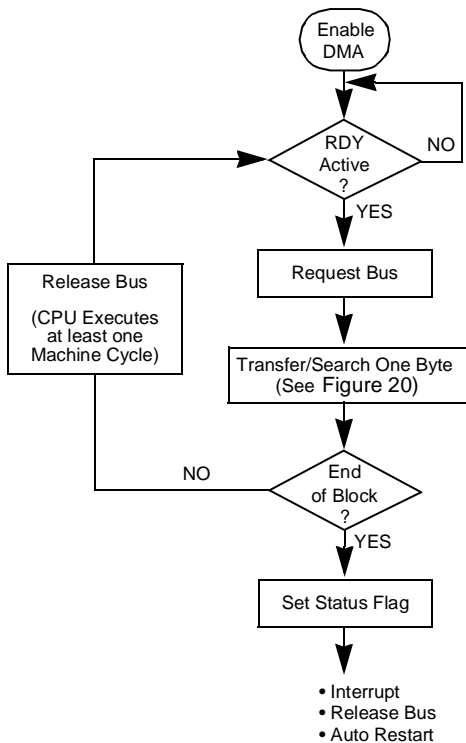 Enable
DMA
RDY
Active
?
NO
YES
Request Bus
Release Bus
(CPU Executes
at least one
Machine Cycle)
Transfer/Search One Byte
(See Figure 20)
NO
End
of Block
?
YES
Set Status Flag
• Interrupt
• Release Bus
• Auto Restart